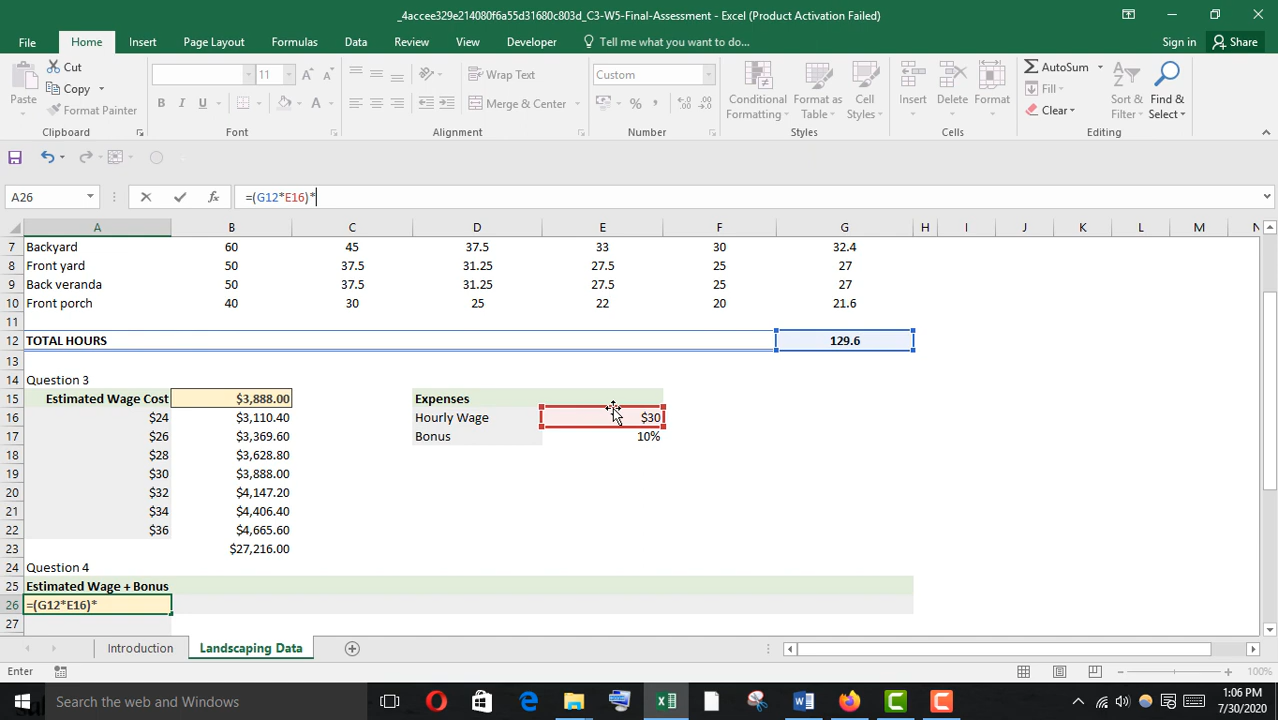 _4accee329e214080f6a55d31680c803d_C3-W5-Final-Assessment - Excel (Product Activation Failed)
File Home Insert Page Layout Formulas Data Review View Developer Tell me what you want to do... Sign in Share
Paste Cut Copy Format Painter Clipboard
11 B I U A A A Font
Wrap Text Merge & Center Alignment
Custom % , Number
Conditional Formatting Format as Table Cell Styles Styles
Insert Delete Format Cells
AutoSum Fill Clear Sort & Filter Find & Select Editing
A26 fx =(G12*E16)*
A B C D E F G H I J K L M N
7 Backyard 60 45 37.5 33 30 32.4
8 Front yard 50 37.5 31.25 27.5 25 27
9 Back veranda 50 37.5 31.25 27.5 25 27
10 Front porch 40 30 25 22 20 21.6
11
12 TOTAL HOURS 129.6
13
14 Question 3
15 Estimated Wage Cost $3,888.00 Expenses
16 $24 $3,110.40 Hourly Wage $30
17 $26 $3,369.60 Bonus 10%
18 $28 $3,628.80
19 $30 $3,888.00
20 $32 $4,147.20
21 $34 $4,406.40
22 $36 $4,665.60
23 $27,216.00
24 Question 4
25 Estimated Wage + Bonus
26 =(G12*E16)*
27
Introduction Landscaping Data
Enter 100%
Search the web and Windows 1:06 PM
7/30/2020